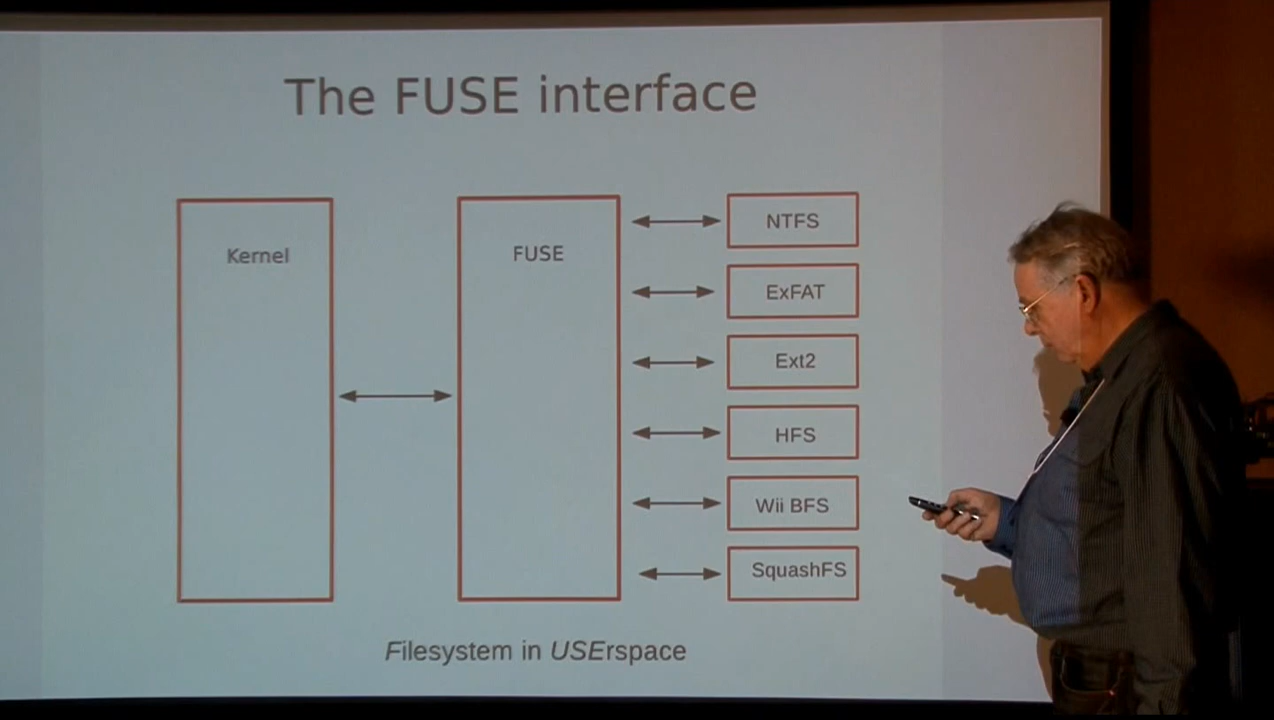 The FUSE interface
Kernel
FUSE
NTFS
ExFAT
Ext2
HFS
Wii BFS
SquashFS
Filesystem in USErspace